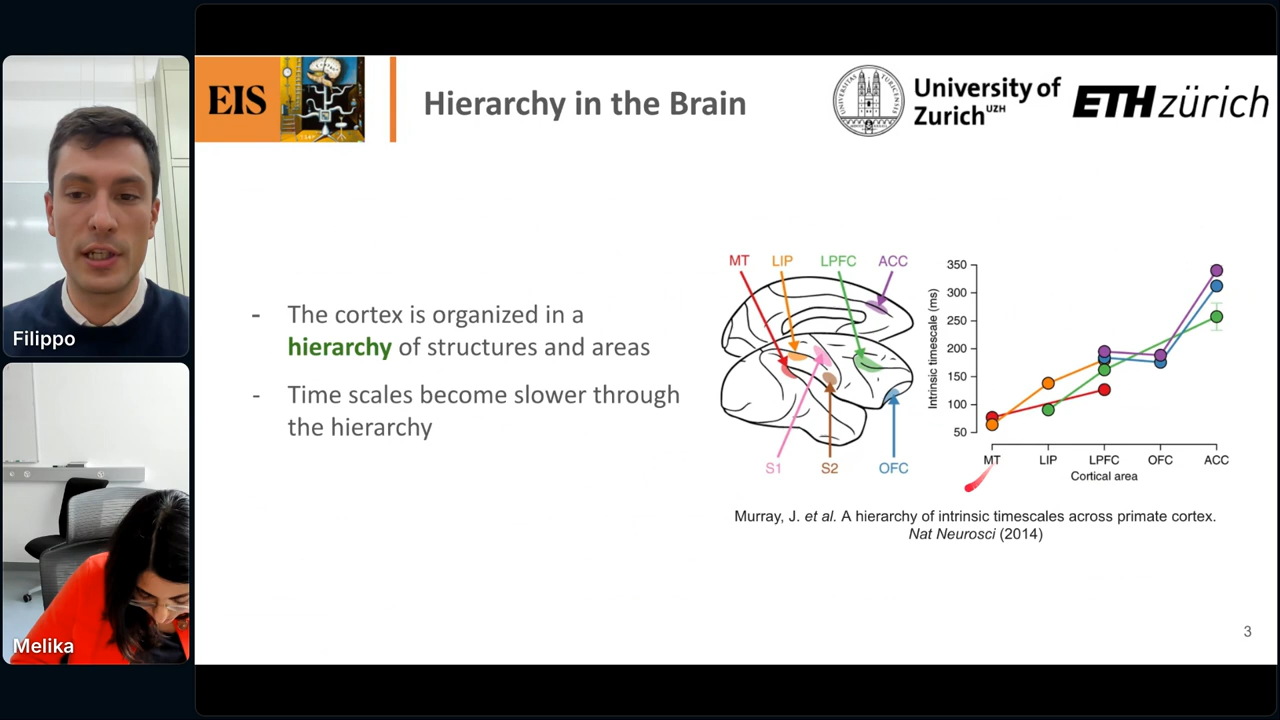 EIS
Hierarchy in the Brain
UNIVERSITAS TURICENSIS
University of
Zurich UZH
ETH zürich
Filippo
Melika
- The cortex is organized in a
hierarchy of structures and areas
- Time scales become slower through
the hierarchy
MT LIP LPFC ACC
S1 S2 OFC
Intrinsic timescale (ms)
350
300
250
200
150
100
50
MT LIP LPFC OFC ACC
Cortical area
Murray, J. et al. A hierarchy of intrinsic timescales across primate cortex.
Nat Neurosci (2014)
3